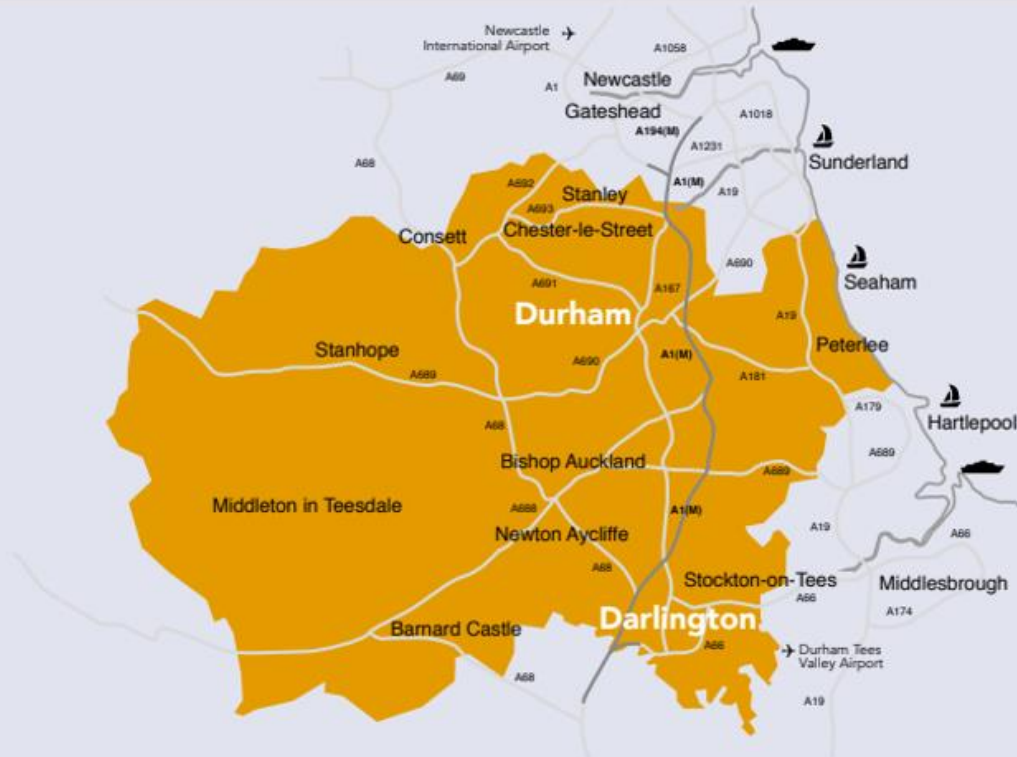 Newcastle
International Airport
A1058
A69
Newcastle
A1
Gateshead
A1018
A194(M)
A1231
A68
Sunderland
A692
A1(M)
A19
Stanley
A693
Consett
Chester-le-Street
A690
Seaham
A691
A167
Durham
A19
Peterlee
Stanhope
A1(M)
A690
A689
A181
A179
Hartlepool
A68
A689
Bishop Auckland
A689
Middleton in Teesdale
A688
A1(M)
A19
Newton Aycliffe
A66
A68
Stockton-on-Tees
Middlesbrough
A66
A174
Darlington
Barnard Castle
A66
Durham Tees
Valley Airport
A68
A19